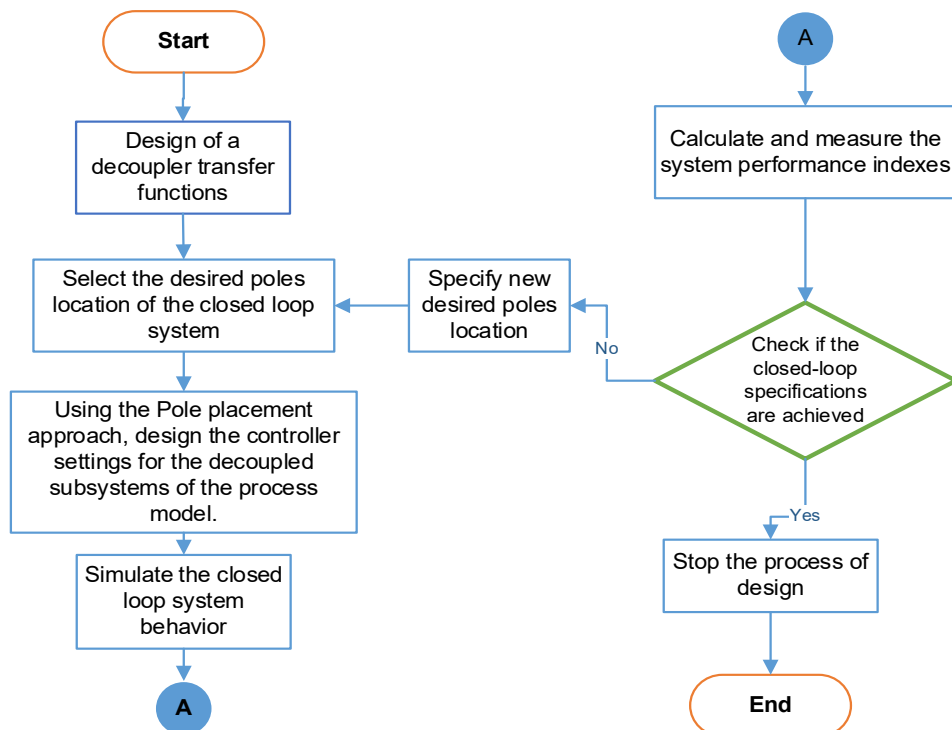 Start
Design of a
decoupler transfer
functions
Select the desired poles
location of the closed loop
system
Using the Pole placement
approach, design the controller
settings for the decoupled
subsystems of the process
model.
Simulate the closed
loop system
behavior
A
A
Calculate and measure the
system performance indexes
Check if the
closed-loop
specifications
are achieved
No
Specify new
desired poles
location
Yes
Stop the process of
design
End